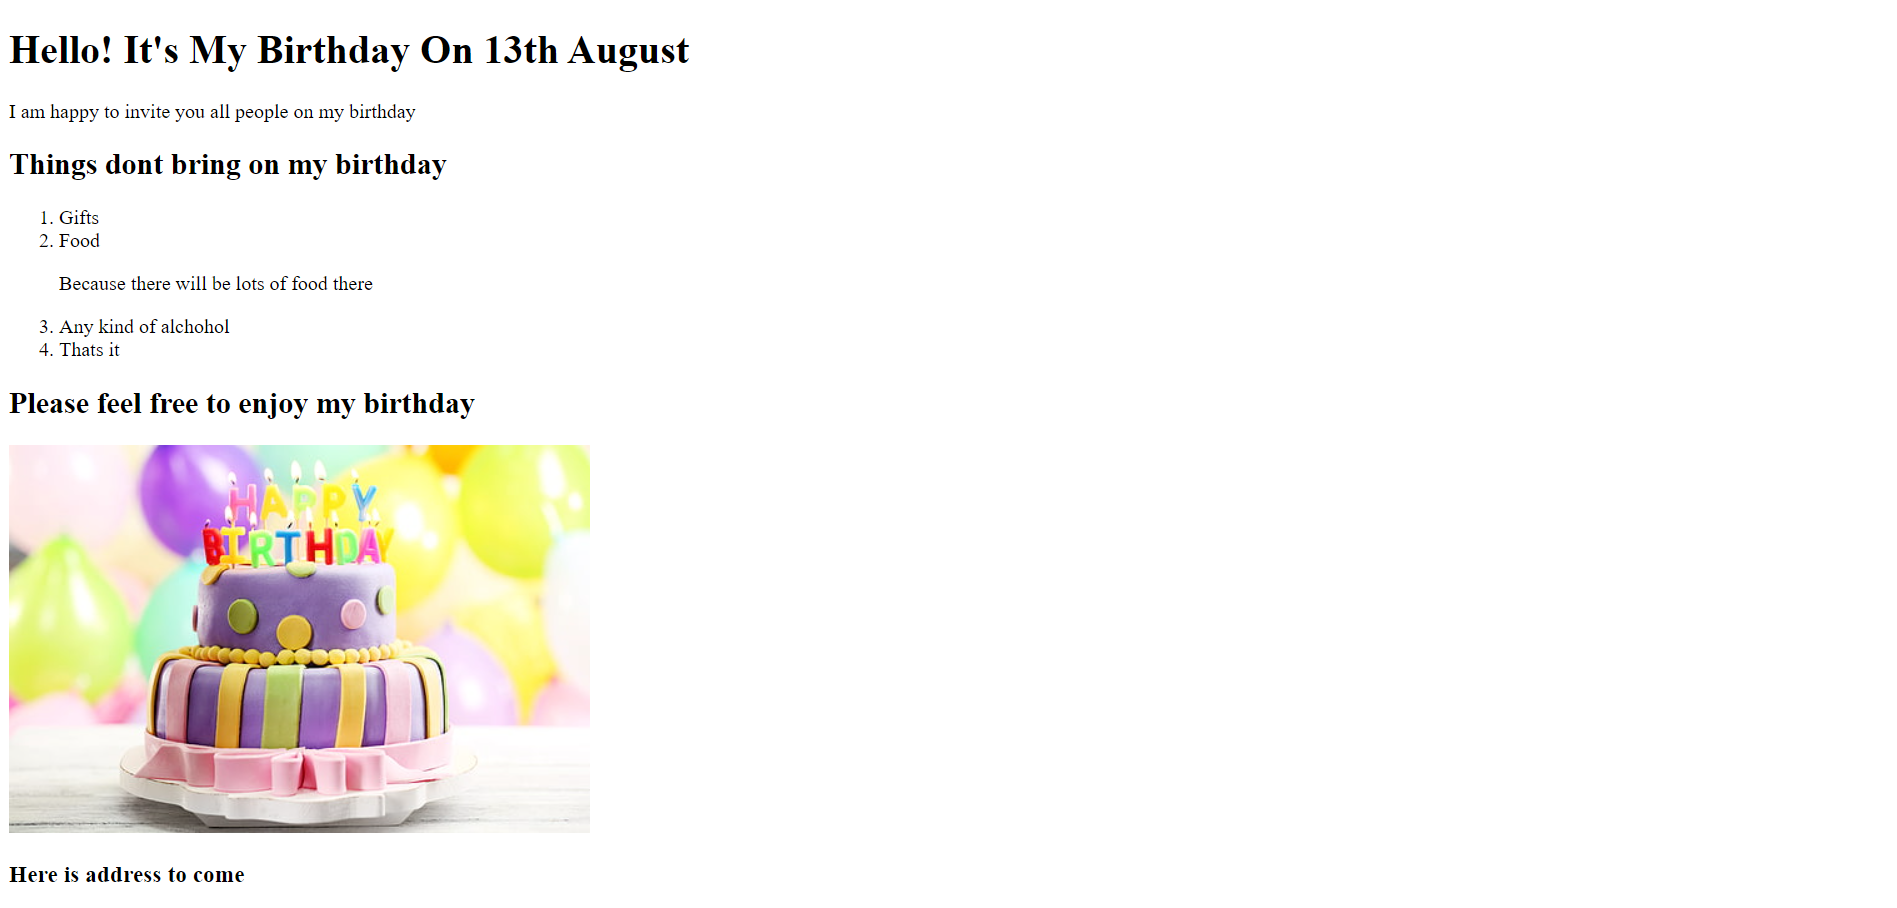 Hello! It's My Birthday On 13th August
I am happy to invite you all people on my birthday
Things dont bring on my birthday
1. Gifts
2. Food
Because there will be lots of food there
3. Any kind of alchohol
4. Thats it
Please feel free to enjoy my birthday
HAPPY
BIRTHDAY
Here is address to come